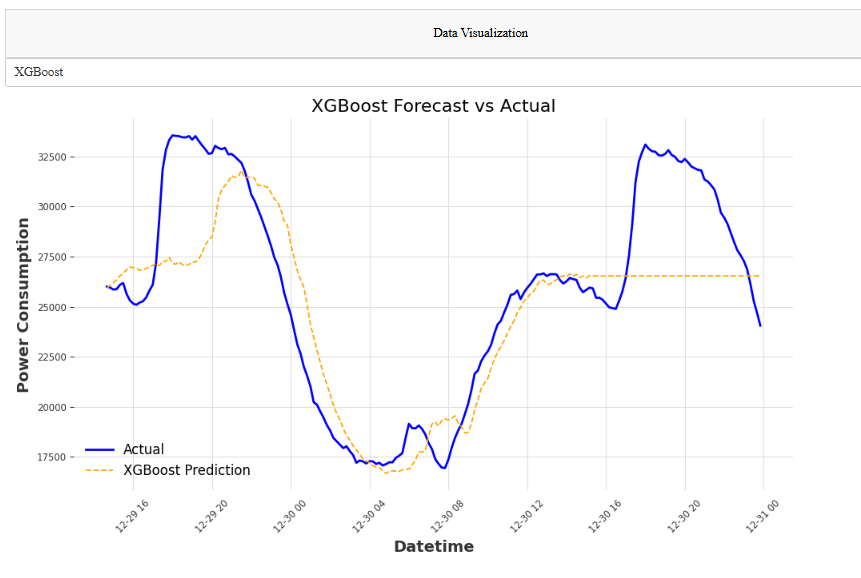 Data Visualization
XGBoost
XGBoost Forecast vs Actual
Power Consumption
32500
30000
27500
25000
22500
20000
17500
Actual
XGBoost Prediction
12-29 16
12-29 20
12-30 00
12-30 04
12-30 08
12-30 12
12-30 16
12-30 20
12-31 00
Datetime